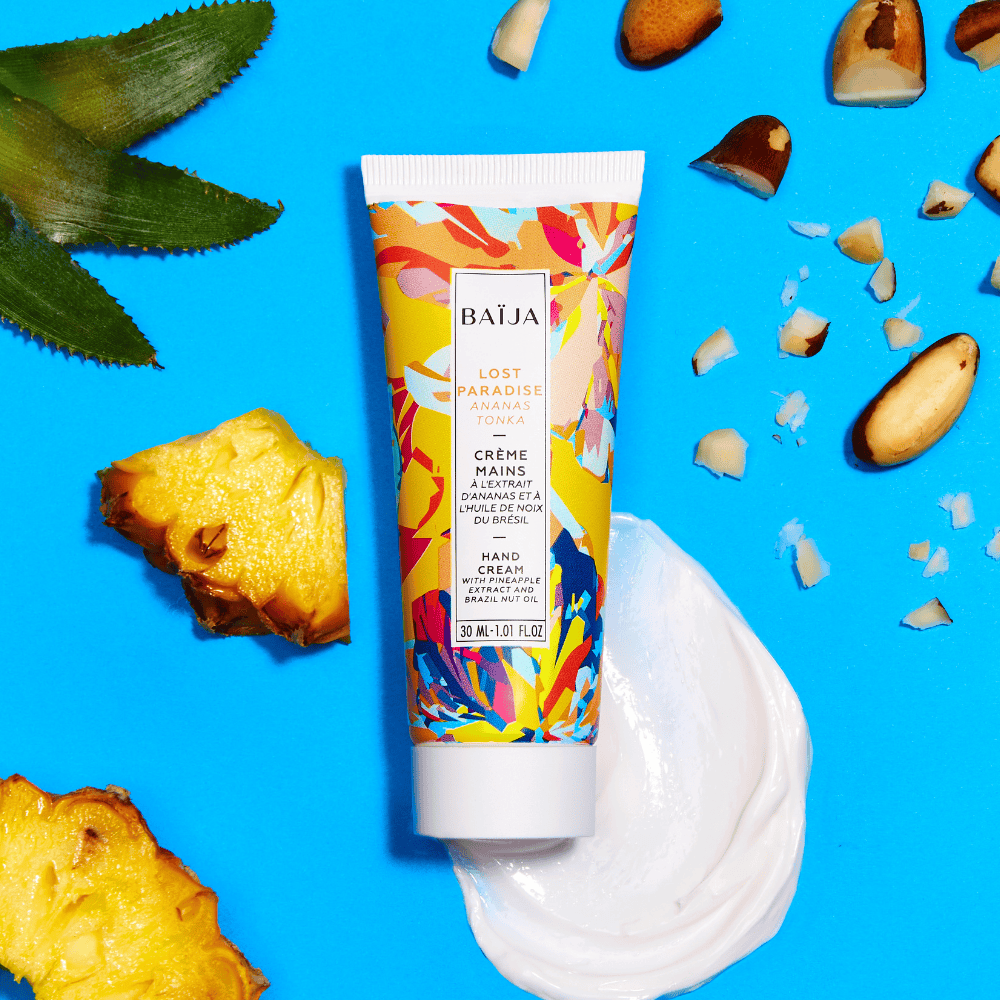 BAÏJA
LOST
PARADISE
ANANAS
TONKA
CRÈME
MAINS
À L'EXTRAIT
D'ANANAS ET À
L'HUILE DE NOIX
DU BRÉSIL
HAND
CREAM
WITH PINEAPPLE
EXTRACT AND
BRAZIL NUT OIL
30 ML-1.01 FL.OZ